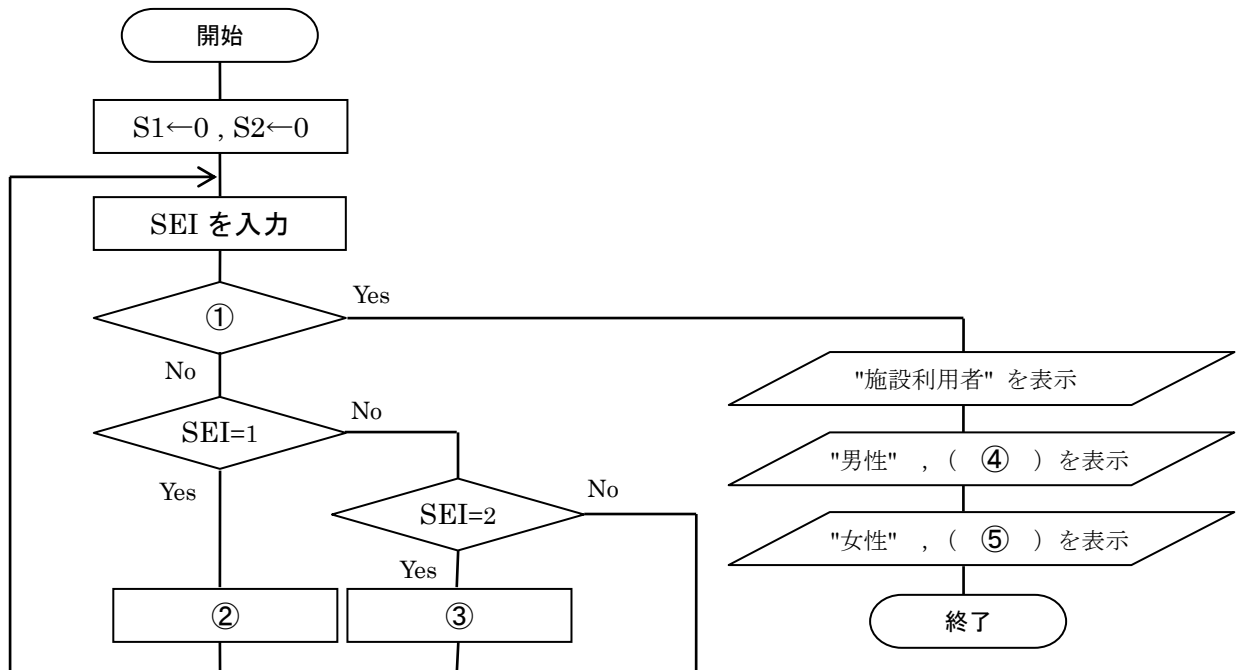 開始
S1←0 , S2←0
SEI を入力
①
Yes
No
SEI=1
No
Yes
SEI=2
No
Yes
②
③
"施設利用者" を表示
"男性" , ( ④ ) を表示
"女性" , ( ⑤ ) を表示
終了